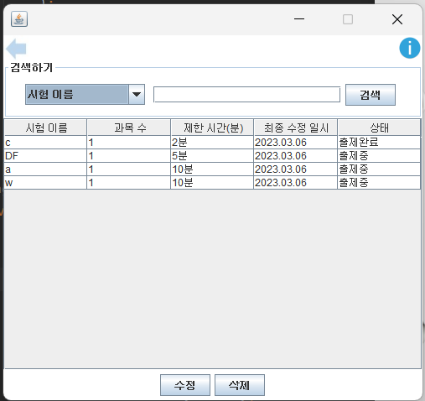 검색하기
시험 이름 검색
시험 이름 과목 수 제한 시간(분) 최종 수정 일시 상태
c 1 2분 2023.03.06 출제완료
DF 1 5분 2023.03.06 출제중
a 1 10분 2023.03.06 출제중
w 1 10분 2023.03.06 출제중
수정 삭제